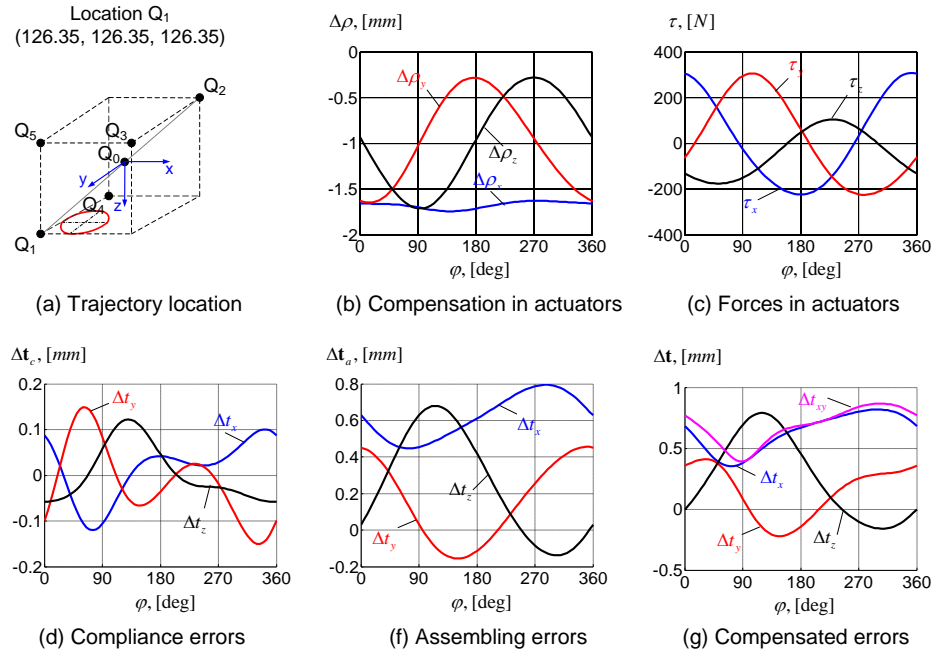 Location Q1
(126.35, 126.35, 126.35)
Q2
Q5
Q3
Q0
x
y
z
Q4
Q1
(a) Trajectory location
Δρ, [mm]
0
-0.5
-1
-1.5
-2
Δρy
Δρz
Δρx
0 90 180 270 360
φ, [deg]
(b) Compensation in actuators
τ, [N]
400
200
0
-200
-400
τy
τz
τx
0 90 180 270 360
φ, [deg]
(c) Forces in actuators
Δtc, [mm]
0.2
0.1
0
-0.1
-0.2
Δty
Δtx
Δtz
0 90 180 270 360
φ, [deg]
(d) Compliance errors
Δta, [mm]
0.8
0.6
0.4
0.2
0
-0.2
Δtx
Δtz
Δty
0 90 180 270 360
φ, [deg]
(f) Assembling errors
Δt, [mm]
1
0.5
0
-0.5
Δtxy
Δtx
Δty
Δtz
0 90 180 270 360
φ, [deg]
(g) Compensated errors